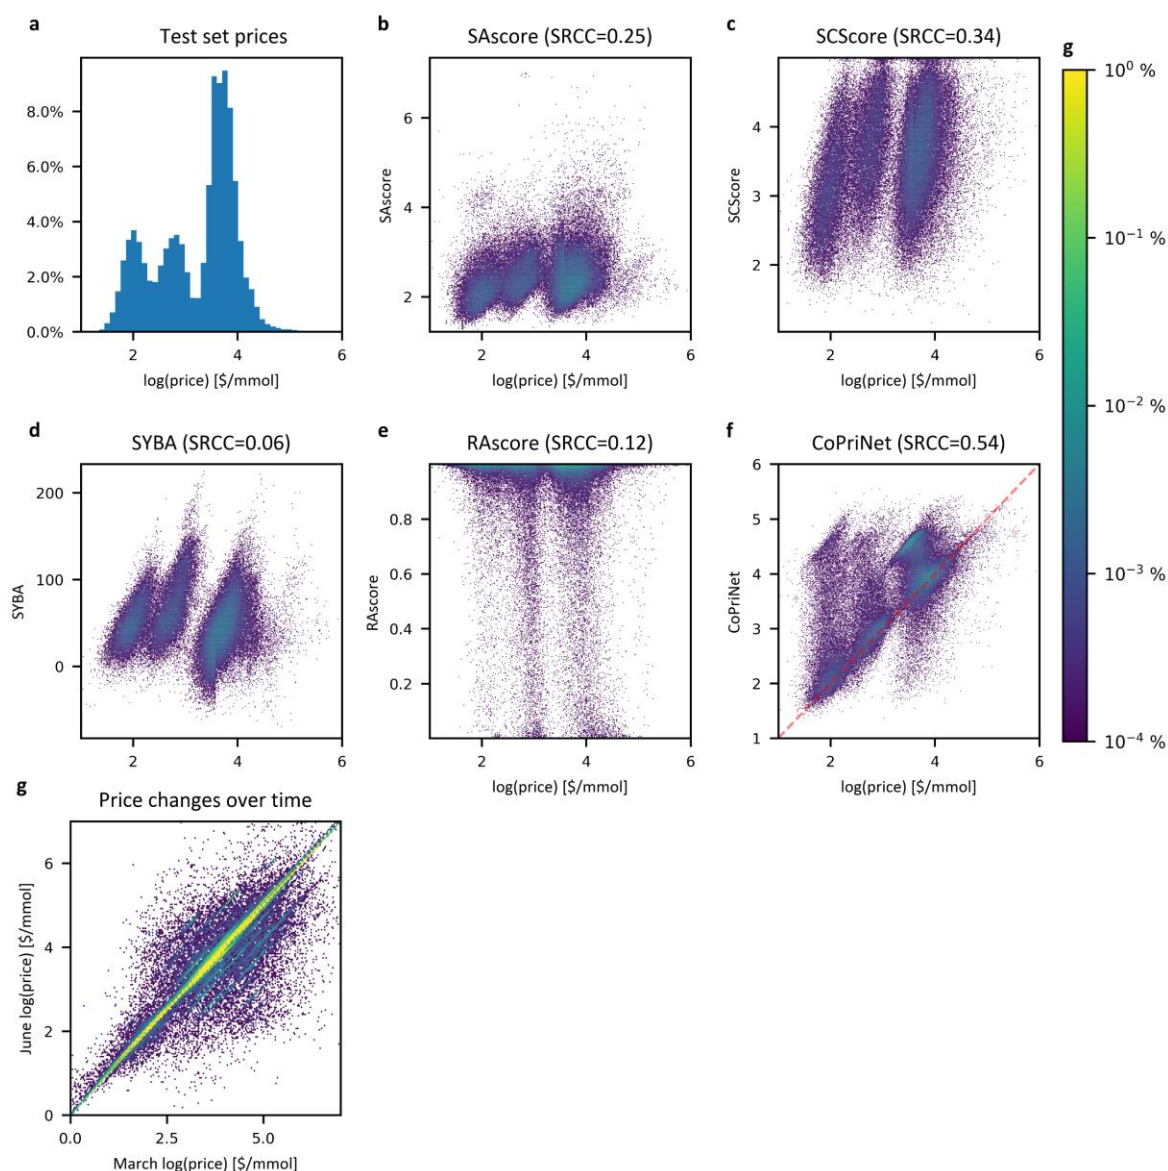 a
Test set prices
8.0%
6.0%
4.0%
2.0%
0.0%
2 4 6
log(price) [$/mmol]
b
SAscore (SRCC=0.25)
SAscore
6
4
2
2 4 6
log(price) [$/mmol]
c
SCScore (SRCC=0.34)
SCScore
4
3
2
2 4 6
log(price) [$/mmol]
g
10⁰ %
10⁻¹ %
10⁻² %
10⁻³ %
10⁻⁴ %
d
SYBA (SRCC=0.06)
SYBA
200
100
0
2 4 6
e
RAscore (SRCC=0.12)
RAscore
0.8
0.6
0.4
0.2
2 4 6
log(price) [$/mmol]
f
CoPriNet (SRCC=0.54)
CoPriNet
6
5
4
3
2
1
2 4 6
log(price) [$/mmol]
g
Price changes over time
June log(price) [$/mmol]
6
4
2
0
0.0 2.5 5.0
March log(price) [$/mmol]